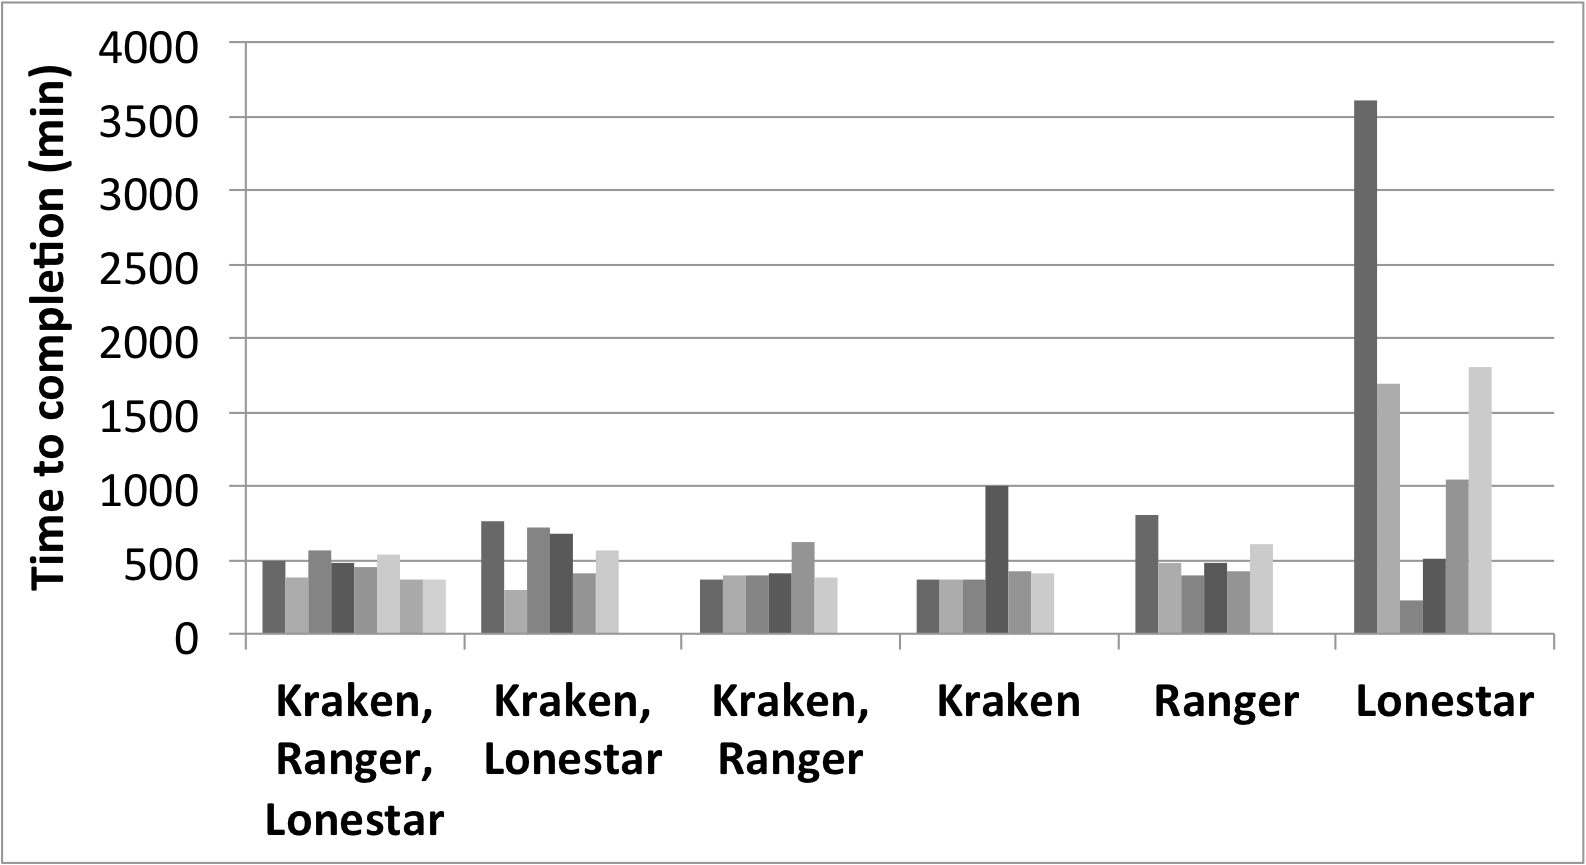 Time to completion (min)
4000
3500
3000
2500
2000
1500
1000
500
0
Kraken,
Ranger,
Lonestar
Kraken,
Lonestar
Kraken,
Ranger
Kraken
Ranger
Lonestar